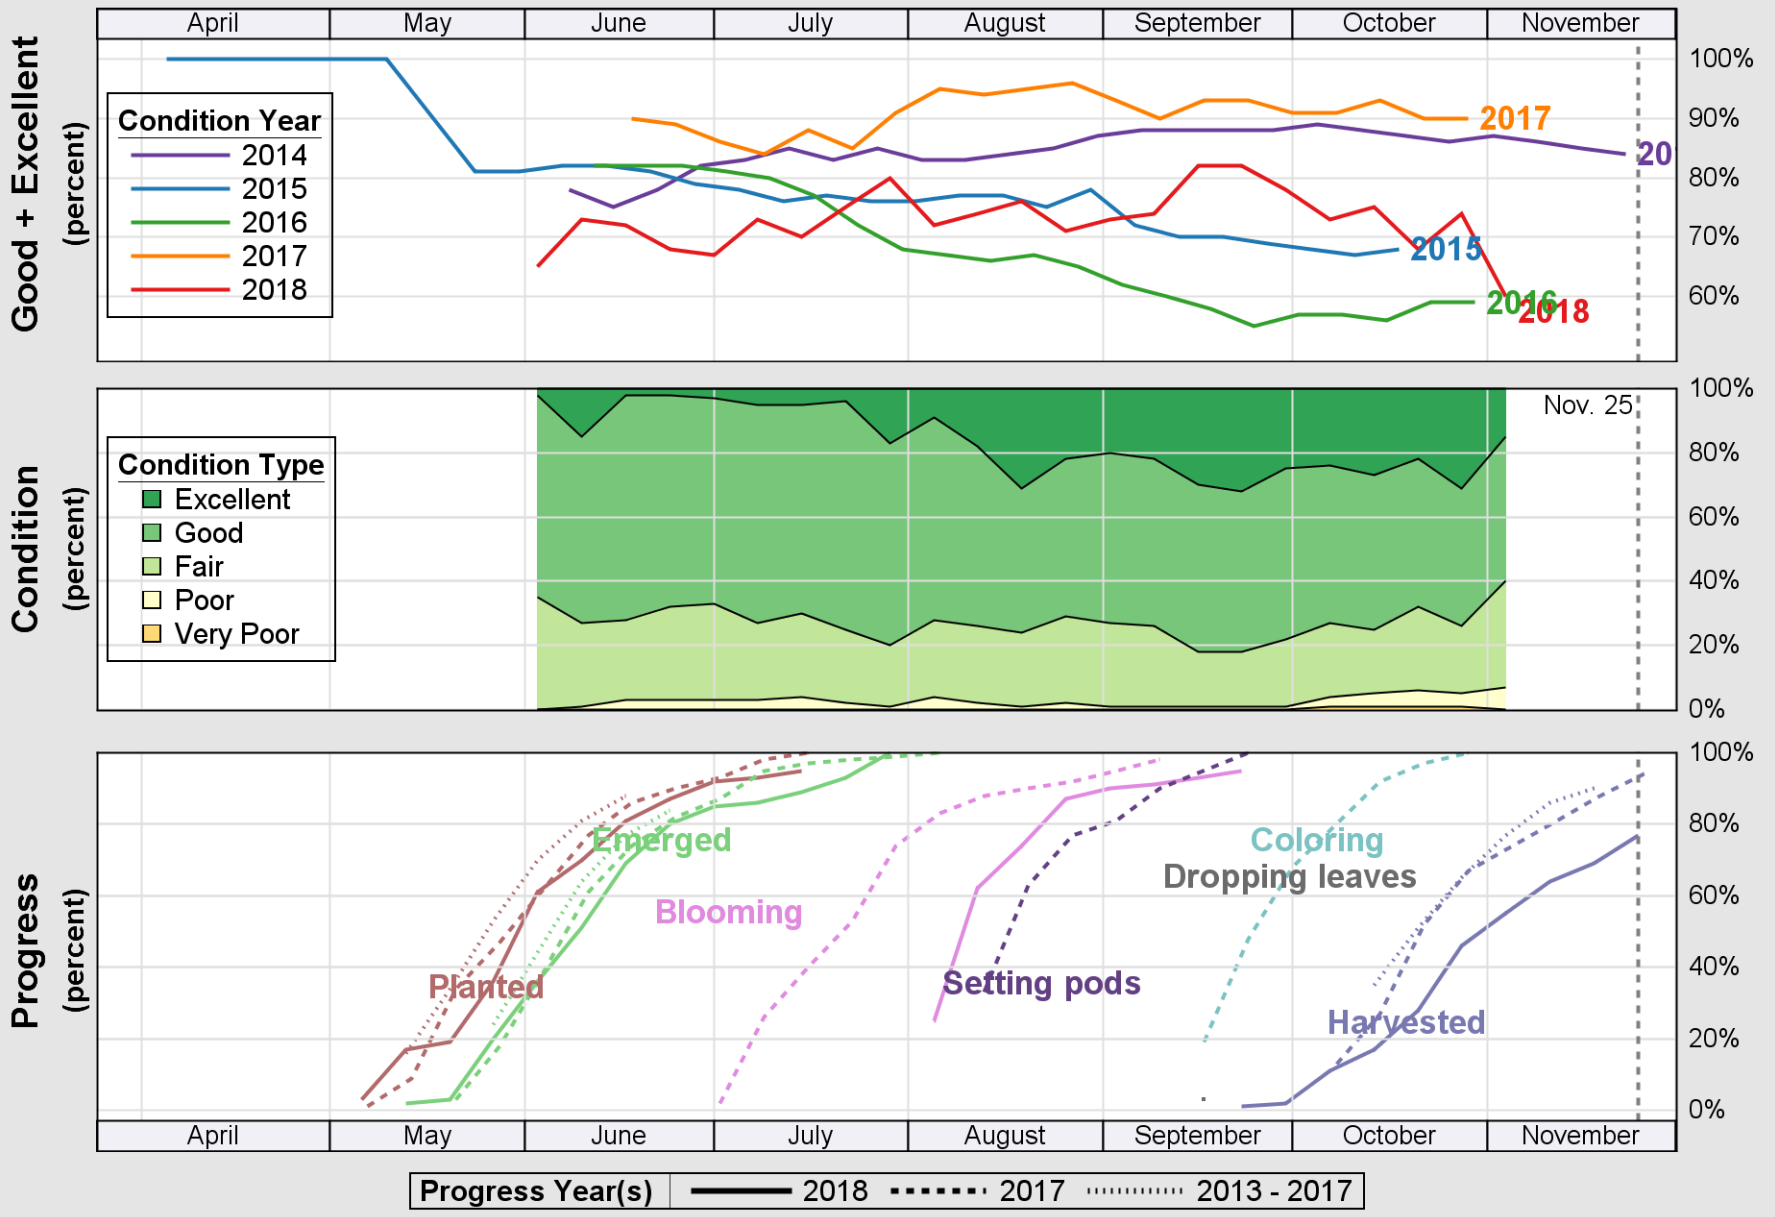 April May June July August September October November
Good + Excellent
(percent)
100%
90%
80%
70%
60%
Condition Year
2014
2015
2016
2017
2018
2017
20
2015
2016
2018
Condition
(percent)
100%
80%
60%
40%
20%
0%
Nov. 25
Condition Type
Excellent
Good
Fair
Poor
Very Poor
Progress
(percent)
100%
80%
60%
40%
20%
0%
Emerged
Coloring
Dropping leaves
Blooming
Planted
Setting pods
Harvested
April May June July August September October November
Progress Year(s) 2018 2017 2013 - 2017